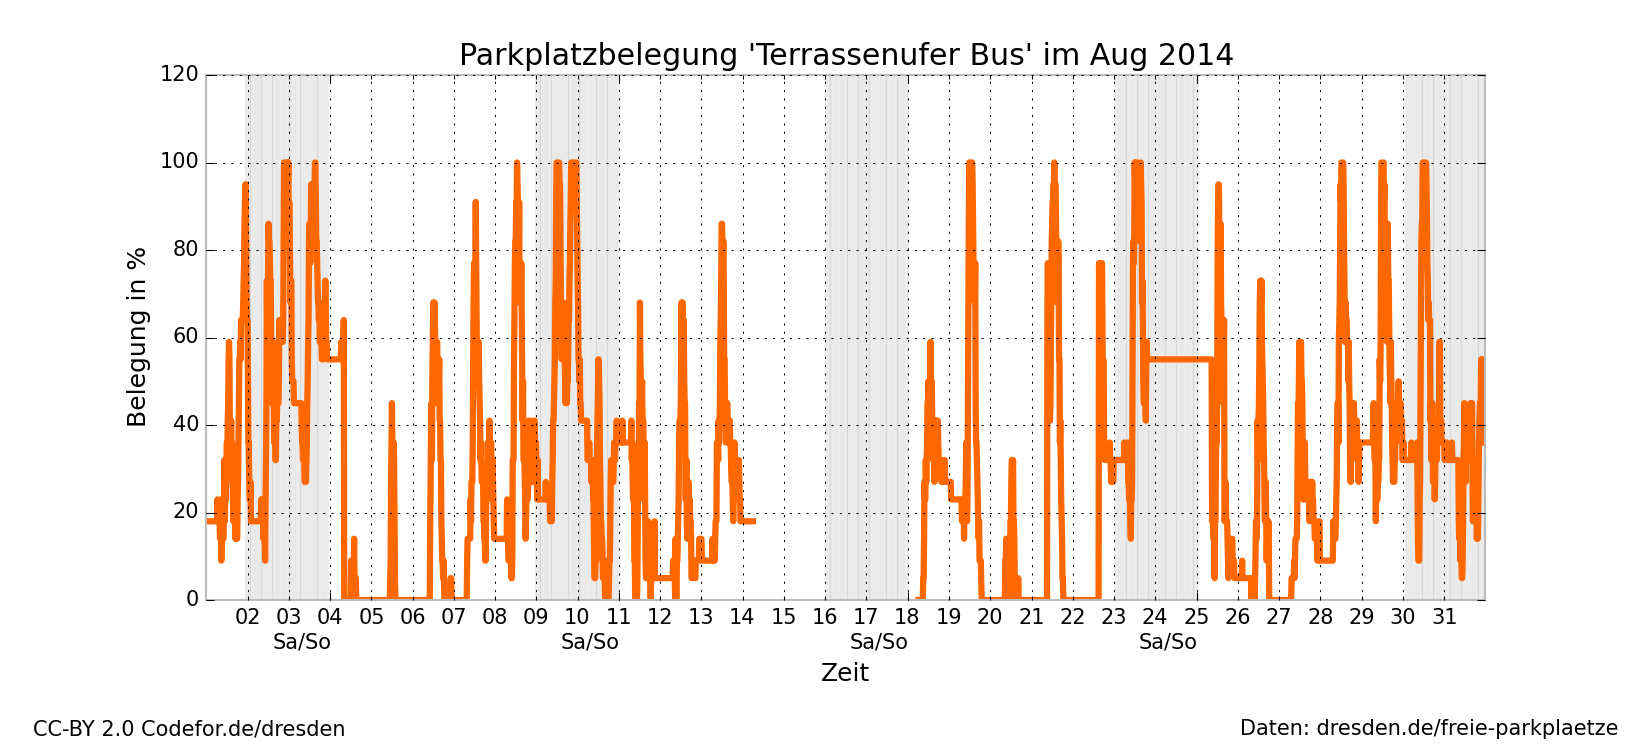 Parkplatzbelegung 'Terrassenufer Bus' im Aug 2014
120
100
80
60
40
20
0
Belegung in %
02 03 04 05 06 07 08 09 10 11 12 13 14 15 16 17 18 19 20 21 22 23 24 25 26 27 28 29 30 31
Sa/So Sa/So Sa/So Sa/So
Zeit
CC-BY 2.0 Codefor.de/dresden
Daten: dresden.de/freie-parkplaetze